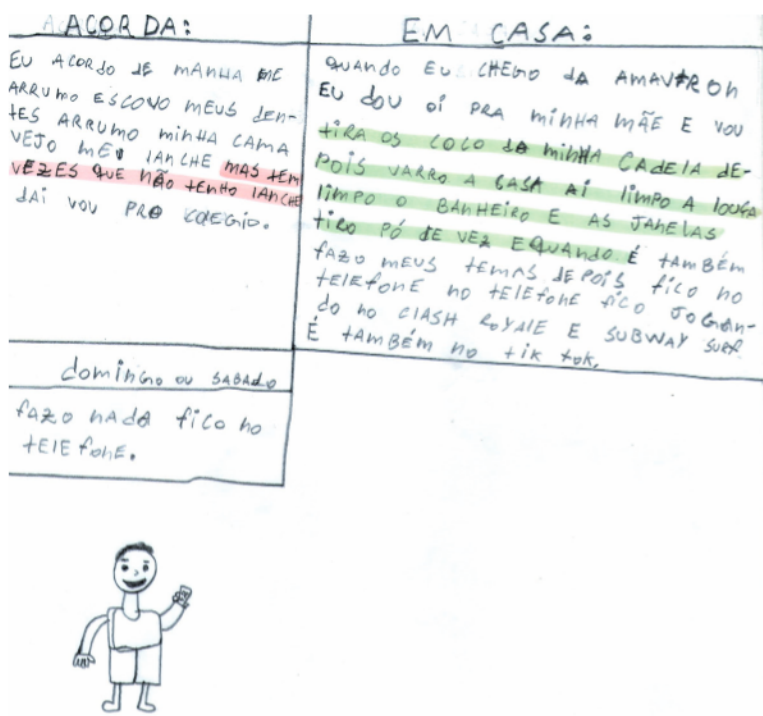 ACORDA:
EU ACORDO DE MANHA ME
ARRUMO ESCOVO MEUS DEN-
TES ARRUMO MINHA CAMA
VEJO MEU LANCHE MAS TEM
VEZES QUE NÃO TENHO LANCHE
DAI VOU PRO COLEGIO.
EM CASA:
QUANDO EU CHEGO DA
EU DOU OI PRA MINHA MÃE E VOU
TIRA OS COCO DA MINHA CADELA DE-
POIS VARRO A CASA AÍ LIMPO A LOUÇA
LIMPO O BANHEIRO E AS JANELAS
TIRO PÓ DE VEZ EQUANDO. É TAMBÉM
FAZO MEUS TEMAS DEPOIS FICO NO
TELEFONE NO TELEFONE FICO JOGAN-
DO NO CLASH ROYALE E SUBWAY SURF
É TAMBÉM NO TIK TOK.
DOMINGO OU SABADO
FAZO NADA FICO NO
TELEFONE.